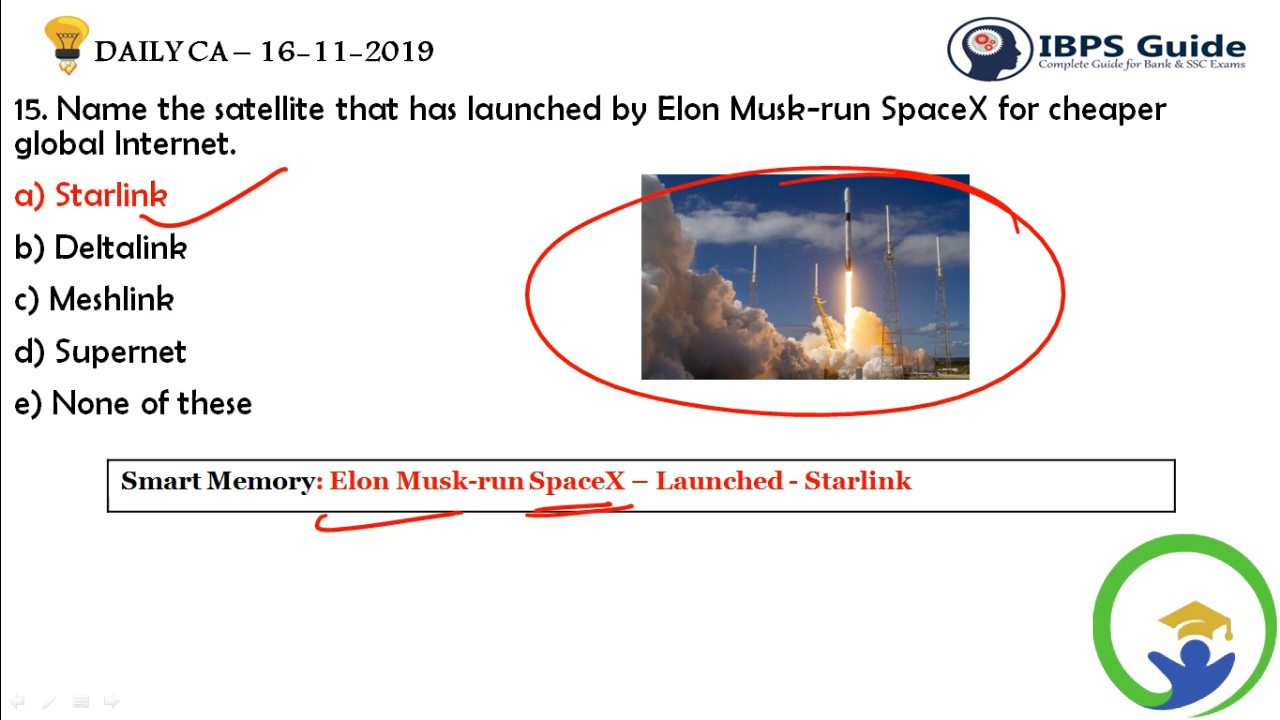 DAILY CA – 16-11-2019
IBPS Guide
Complete Guide for Bank & SSC Exams
15. Name the satellite that has launched by Elon Musk-run SpaceX for cheaper
global Internet.
a) Starlink
b) Deltalink
c) Meshlink
d) Supernet
e) None of these
Smart Memory: Elon Musk-run SpaceX – Launched - Starlink